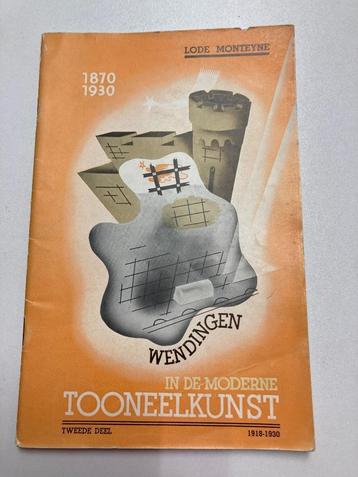 LODE MONTEYNE
1870
1930
WENDINGEN
IN DE-MODERNE
TOONEELKUNST
TWEEDE DEEL
1918-1930